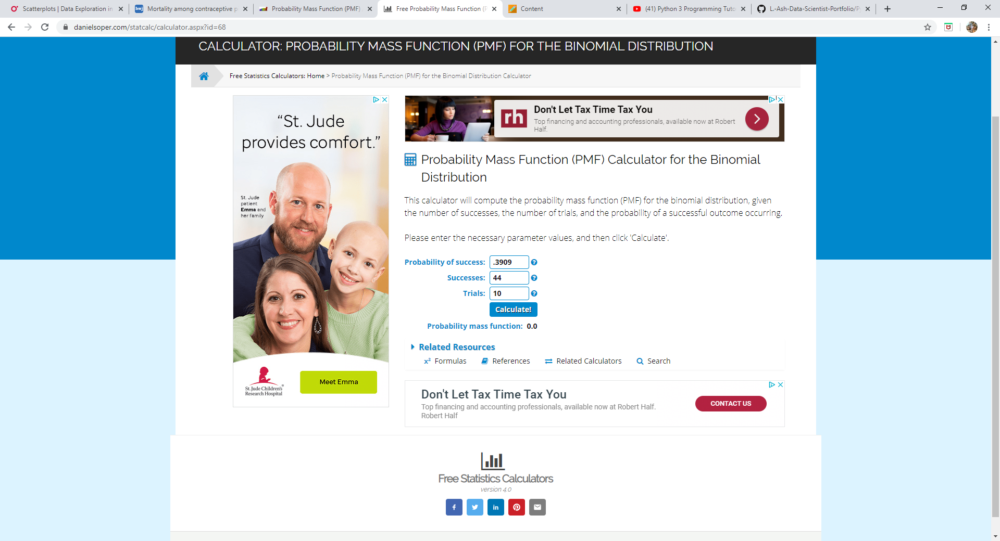 Scatterplots | Data Exploration in
Mortality among contraceptive p
Probability Mass Function (PMF)
Free Probability Mass Function (P
Content
(41) Python 3 Programming Tuto
L.-Ash-Data-Scientist-Portfolio/Py
danielsoper.com/statcalc/calculator.aspx?id=68
CALCULATOR: PROBABILITY MASS FUNCTION (PMF) FOR THE BINOMIAL DISTRIBUTION
Free Statistics Calculators: Home > Probability Mass Function (PMF) for the Binomial Distribution Calculator
“St. Jude
provides comfort.”
St. Jude
patient
Emma and
her family
St. Jude Children's®
Research Hospital
Meet Emma
rh
Don't Let Tax Time Tax You
Top financing and accounting professionals, available now at Robert
Half.
Probability Mass Function (PMF) Calculator for the Binomial
Distribution
This calculator will compute the probability mass function (PMF) for the binomial distribution, given
the number of successes, the number of trials, and the probability of a successful outcome occurring.
Please enter the necessary parameter values, and then click 'Calculate'.
Probability of success: .3909
Successes: 44
Trials: 10
Calculate!
Probability mass function: 0.0
Related Resources
x² Formulas References Related Calculators Search
Don't Let Tax Time Tax You
Top financing and accounting professionals, available now at Robert Half.
Robert Half
CONTACT US
Free Statistics Calculators
version 4.0